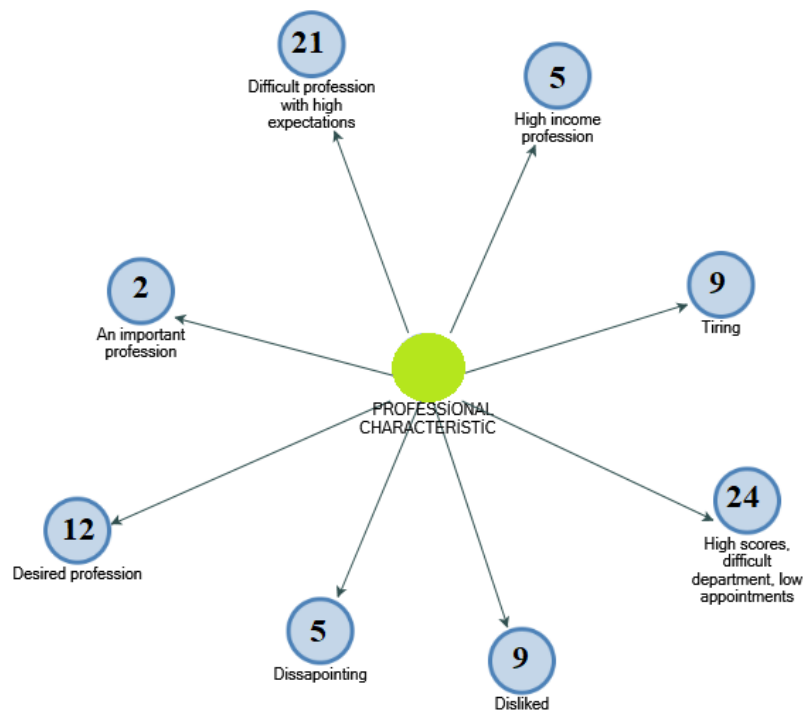 21
Difficult profession
with high
expectations
5
High income
profession
2
An important
profession
9
Tiring
PROFESSİONAL
CHARACTERİSTİC
12
Desired profession
24
High scores,
difficult
department, low
appointments
5
Dissapointing
9
Disliked